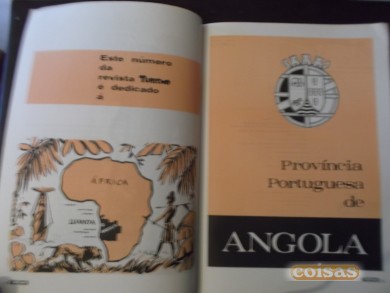 Este número
da
revista TURISMO
é dedicado
á
ÁFRICA
Província
Portuguesa
de
ANGOLA
coisas